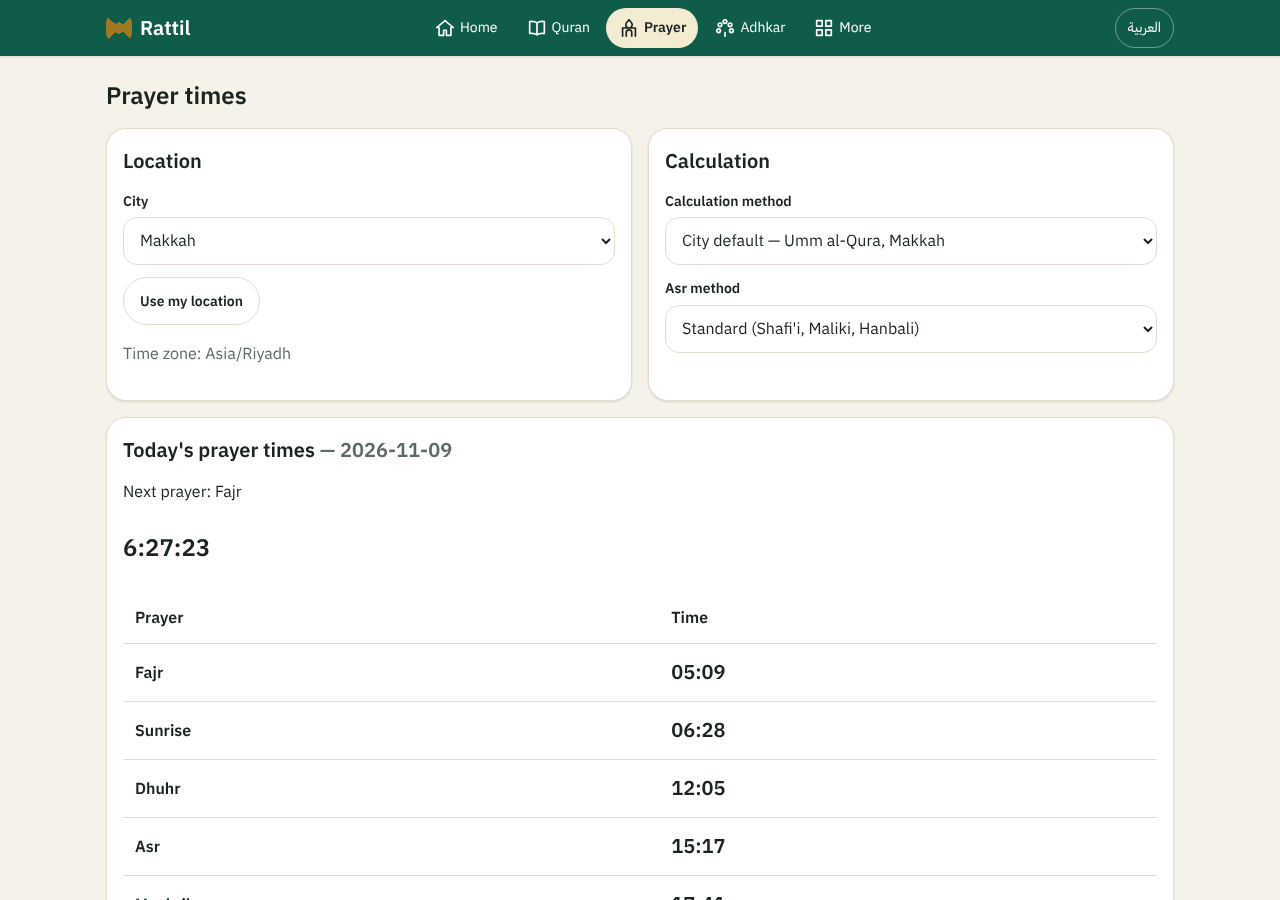 Rattil
Home
Quran
Prayer
Adhkar
More
العربية
Prayer times
Location
City
Makkah
Use my location
Time zone: Asia/Riyadh
Calculation
Calculation method
City default — Umm al-Qura, Makkah
Asr method
Standard (Shafi'i, Maliki, Hanbali)
Today's prayer times — 2026-11-09
Next prayer: Fajr
6:27:23
Prayer Time
Fajr 05:09
Sunrise 06:28
Dhuhr 12:05
Asr 15:17